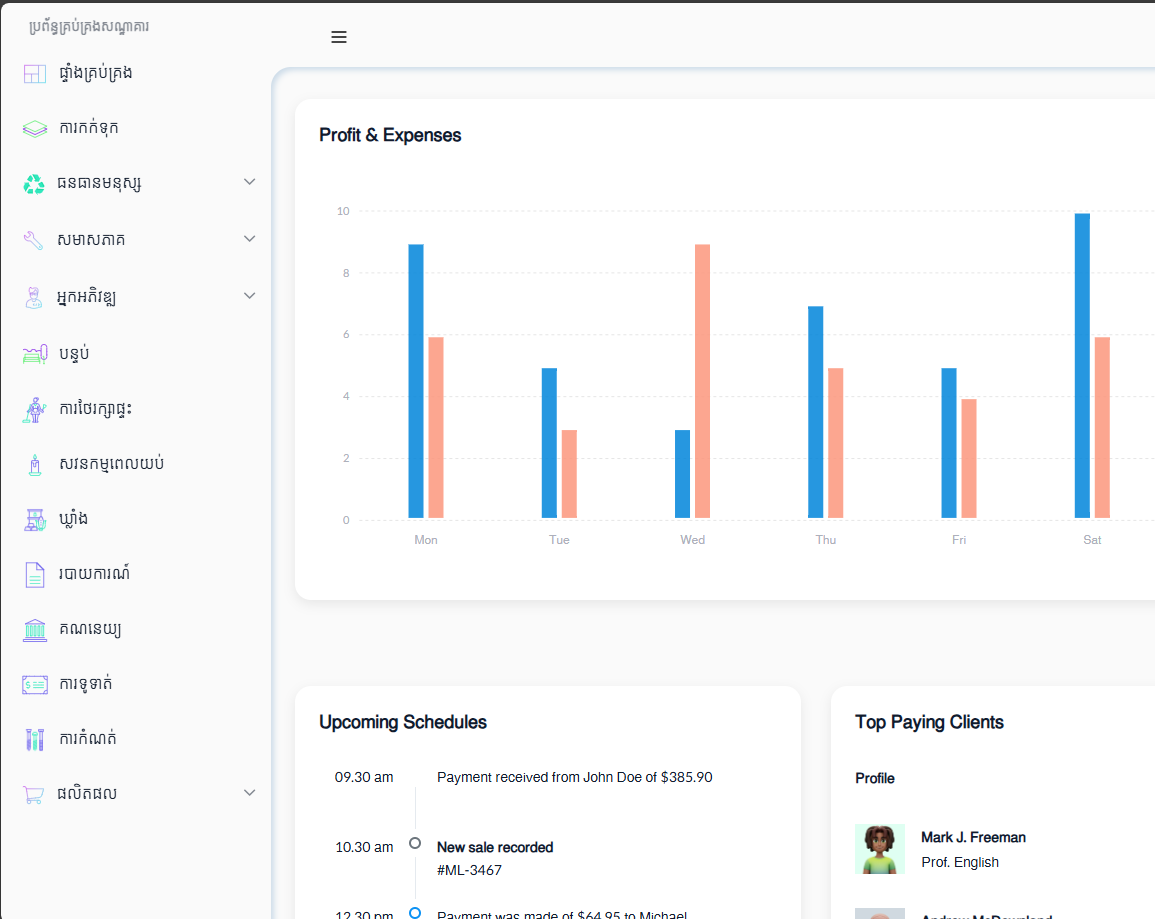 ប្រព័ន្ធគ្រប់គ្រងសណ្ឋាគារ
ផ្ទាំងគ្រប់គ្រង
ការកក់ទុក
ធនធានមនុស្ស
សមាសភាគ
អ្នកអភិវឌ្ឍ
បន្ទប់
ការថែរក្សាផ្ទះ
សវនកម្មពេលយប់
ឃ្លាំង
របាយការណ៍
គណនេយ្យ
ការទូទាត់
ការកំណត់
ផលិតផល
Profit & Expenses
10
8
6
4
2
0
Mon Tue Wed Thu Fri Sat
Upcoming Schedules
09.30 am Payment received from John Doe of $385.90
10.30 am New sale recorded
#ML-3467
12.30 pm Payment was made of $64.95 to Michael
Top Paying Clients
Profile
Mark J. Freeman
Prof. English